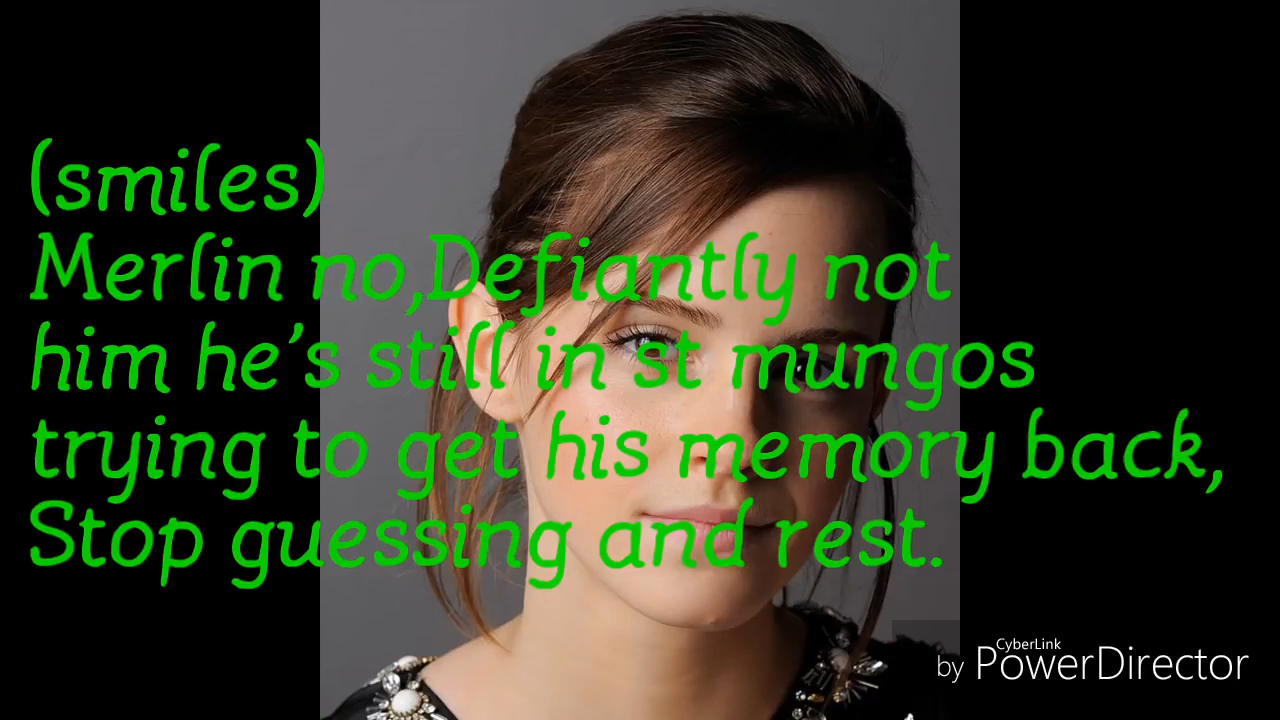 (smiles)
Merlin no,Defiantly not
him he's still in st mungos
trying to get his memory back,
Stop guessing and rest.
CyberLink
by PowerDirector